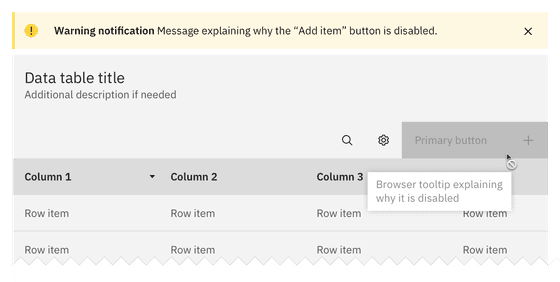 Warning notification Message explaining why the “Add item” button is disabled.
Data table title
Additional description if needed
Primary button
Column 1 Column 2 Column 3
Browser tooltip explaining
why it is disabled
Row item Row item Row item Row item
Row item Row item Row item Row item